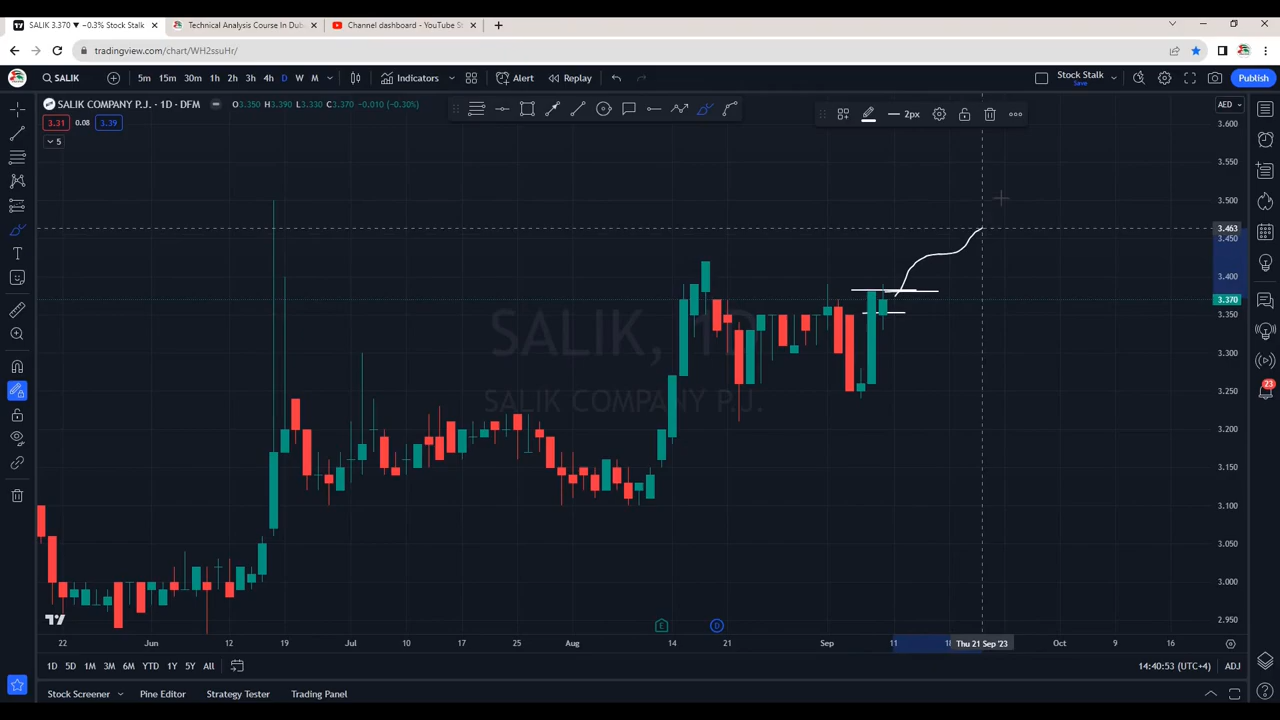 SALIK 3.370 ▼ −0.3% Stock Stalk
Technical Analysis Course In Dub
Channel dashboard - YouTube St
tradingview.com/chart/WH2ssuHr/
SALIK 5m 15m 30m 1h 2h 3h 4h D W M Indicators Alert Replay Stock Stalk Save Publish
SALIK COMPANY P.J. · 1D · DFM O3.350 H3.390 L3.330 C3.370 −0.010 (−0.30%)
2px
AED
3.31 0.08 3.39
5
3.600
3.550
3.500
3.463
3.450
3.400
3.370
3.350
3.300
3.250
3.200
3.150
3.100
3.050
3.000
2.950
SALIK, 1D
SALIK COMPANY P.J.
23
E D
22 Jun 12 19 Jul 10 17 25 Aug 14 21 Sep 11 18 Thu 21 Sep '23 Oct 9 16
1D 5D 1M 3M 6M YTD 1Y 5Y All 14:40:53 (UTC+4) ADJ
Stock Screener Pine Editor Strategy Tester Trading Panel